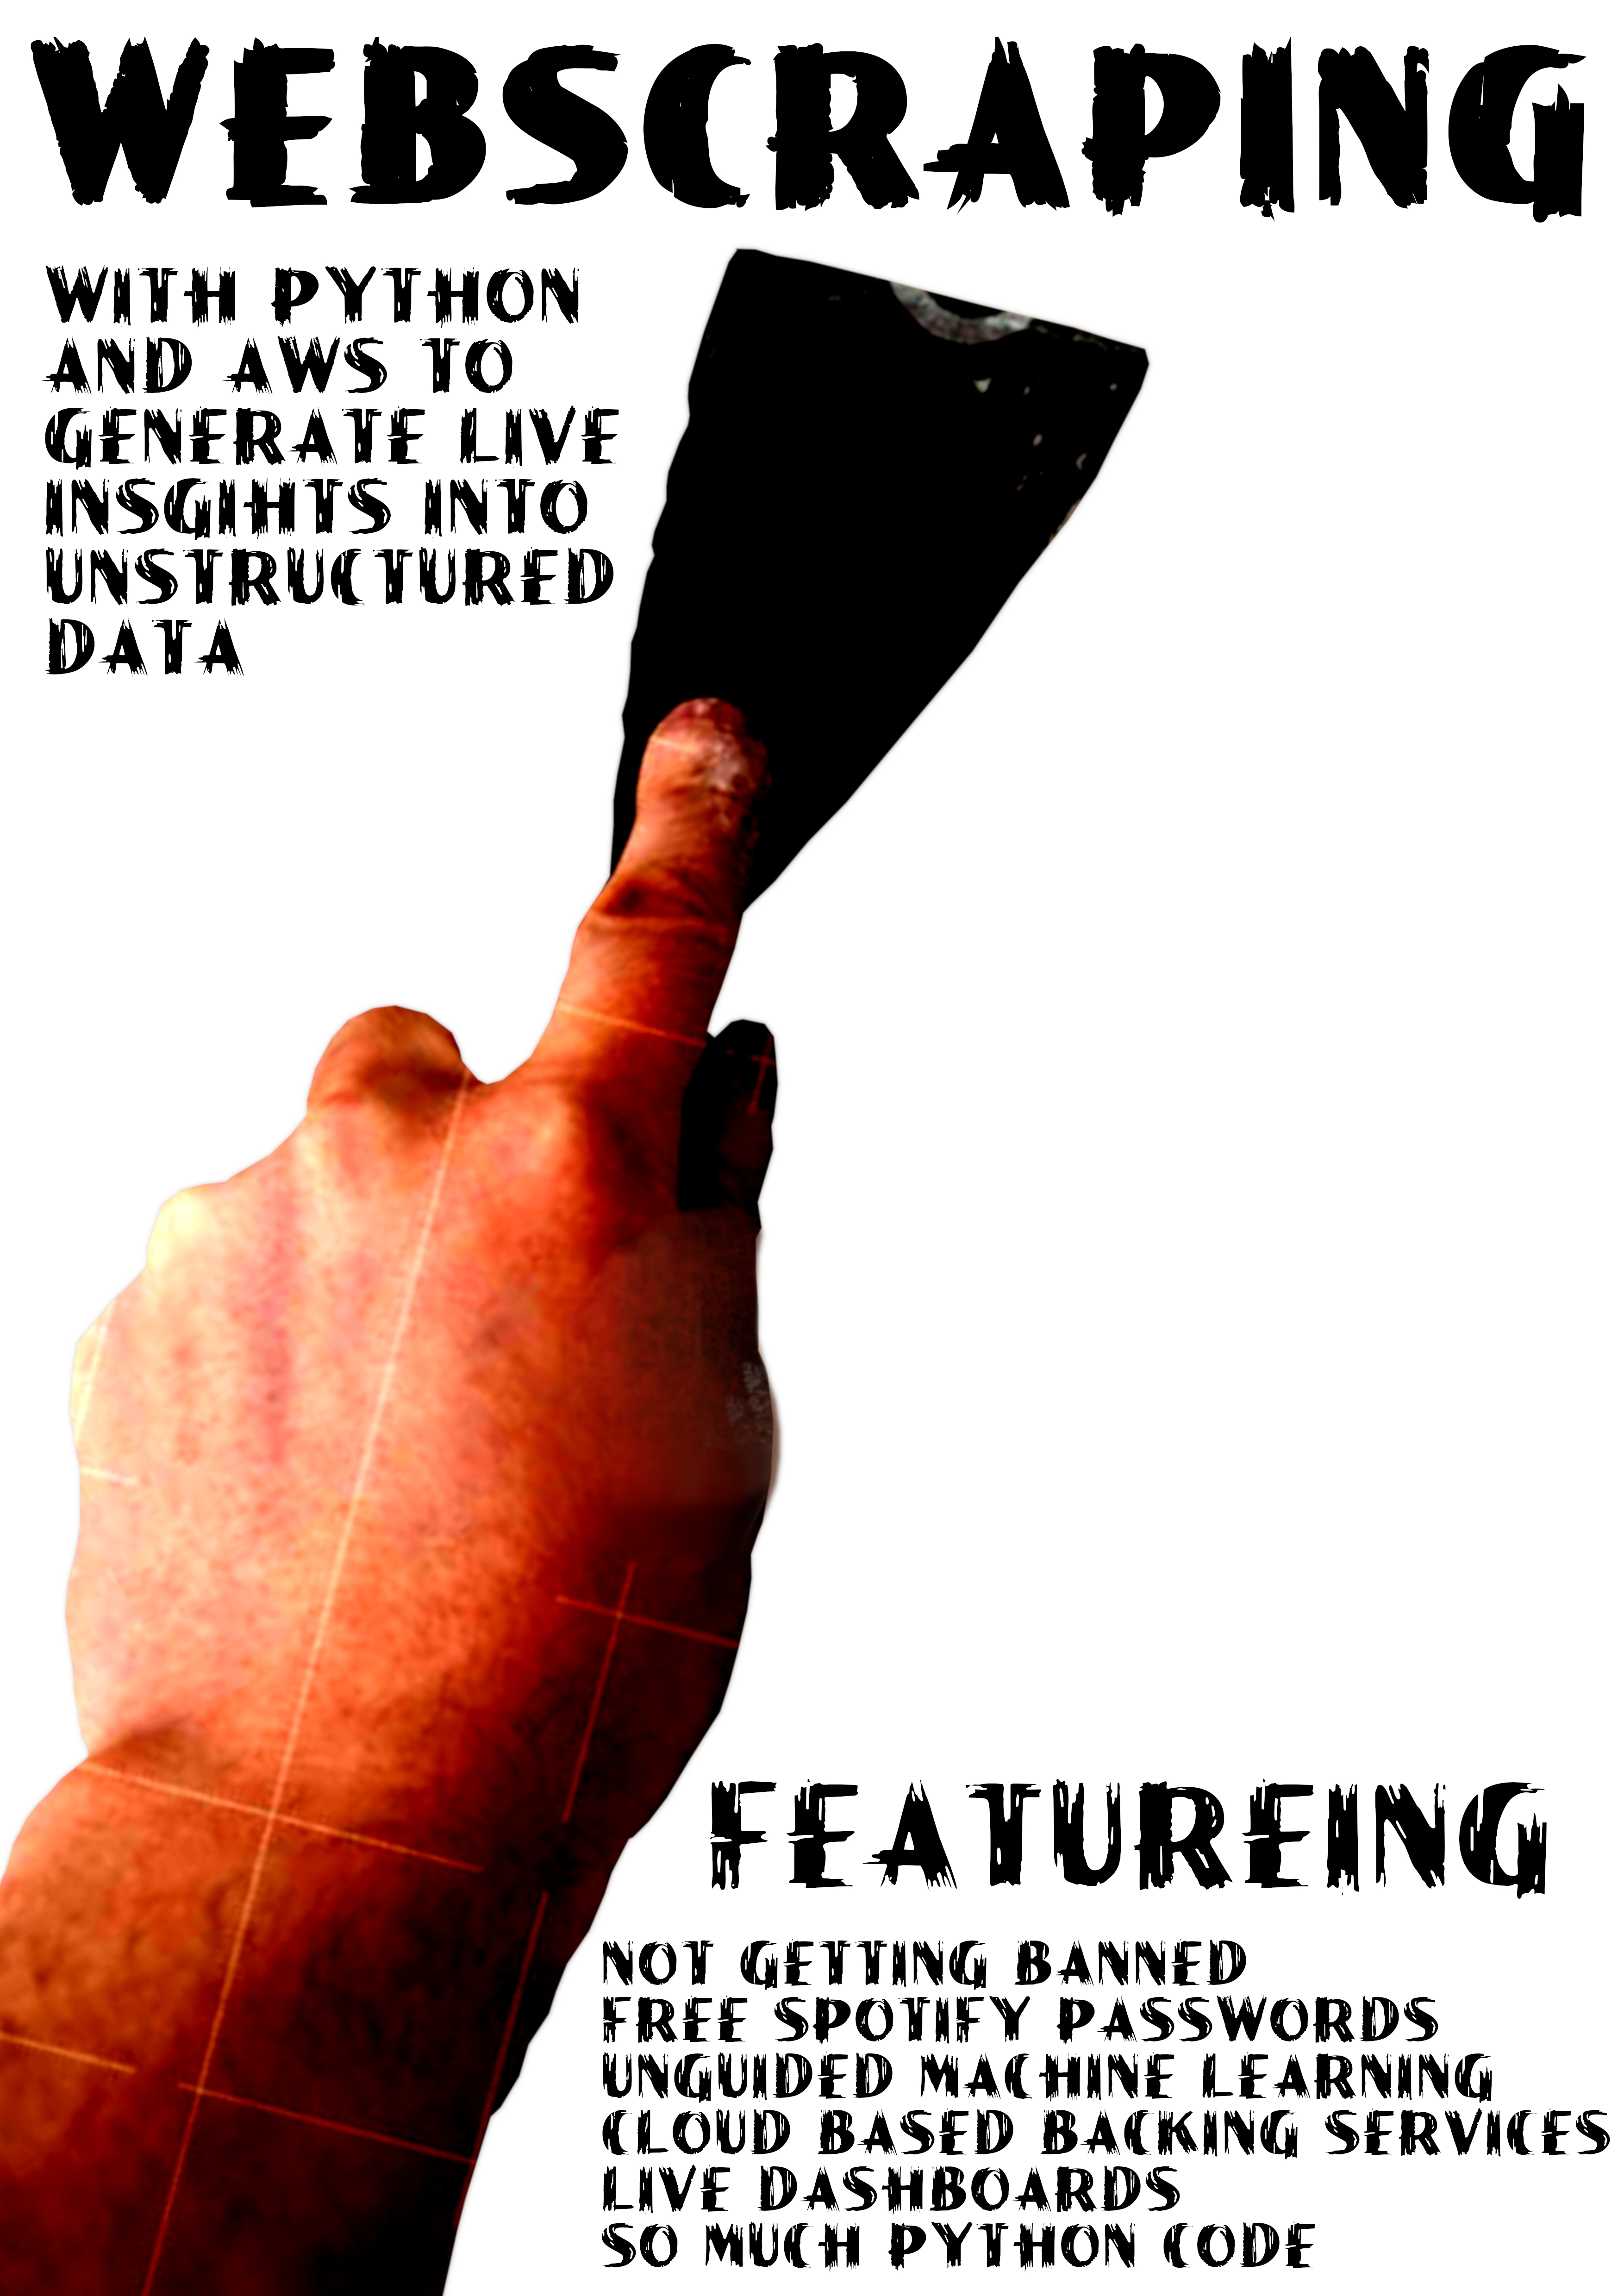 WEBSCRAPING
WITH PYTHON
AND AWS TO
GENERATE LIVE
INSGIHTS INTO
UNSTRUCTURED
DATA
FEATUREING
NOT GETTING BANNED
FREE SPOTIFY PASSWORDS
UNGUIDED MACHINE LEARNING
CLOUD BASED BACKING SERVICES
LIVE DASHBOARDS
SO MUCH PYTHON CODE